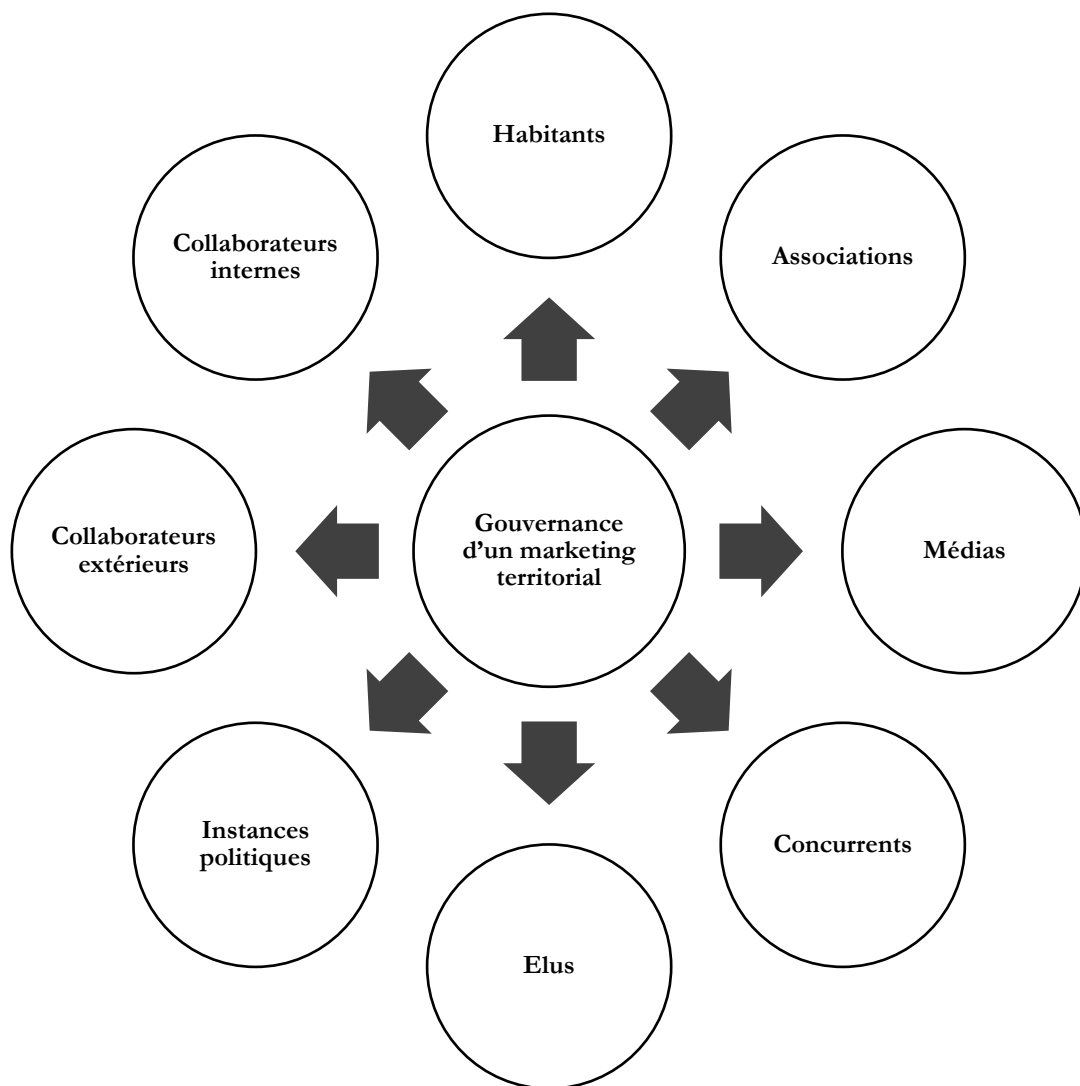 Habitants
Collaborateurs
internes
Associations
Collaborateurs
extérieurs
Gouvernance
d’un marketing
territorial
Médias
Instances
politiques
Concurrents
Elus